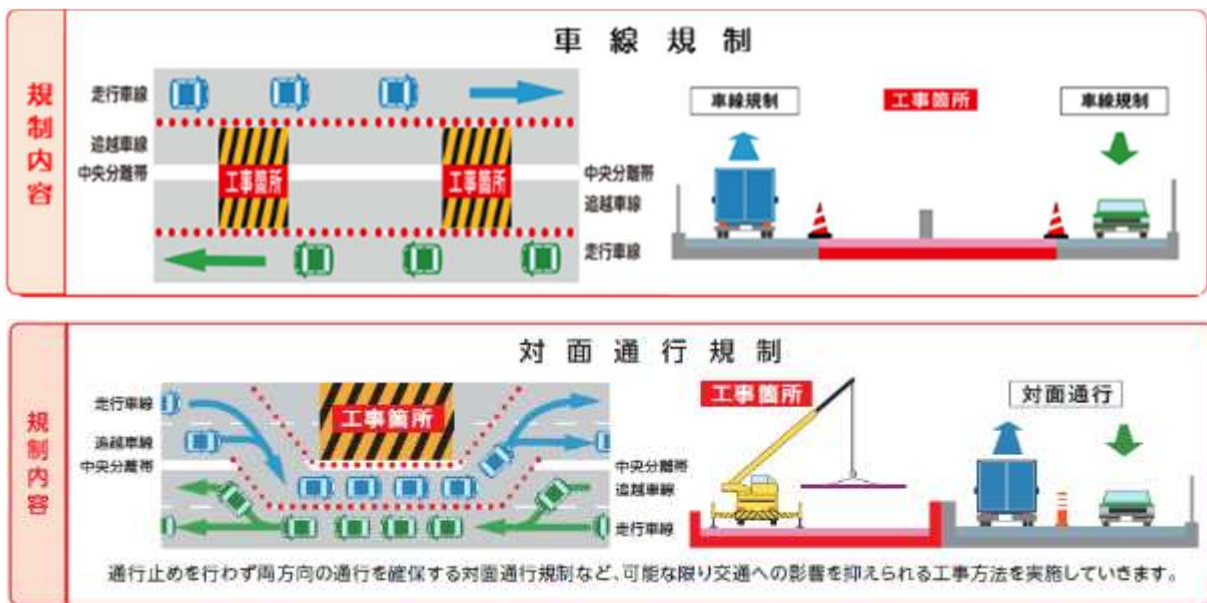 規制内容
車線規制
走行車線
追越車線
中央分離帯
工事箇所
工事箇所
中央分離帯
追越車線
走行車線
車線規制
工事箇所
車線規制
規制内容
対面通行規制
走行車線
追越車線
中央分離帯
工事箇所
中央分離帯
追越車線
走行車線
工事箇所
対面通行
通行止めを行わず両方向の通行を確保する対面通行規制など、可能な限り交通への影響を抑えられる工事方法を実施していきます。